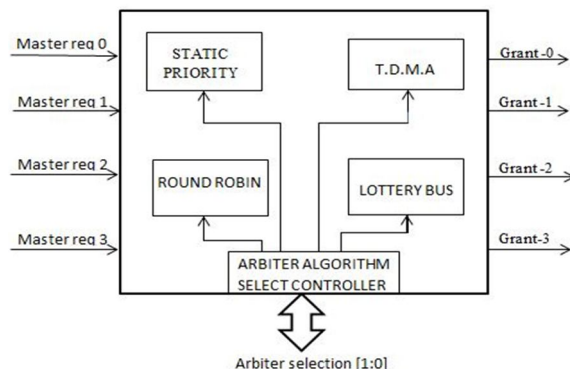 Master req 0
Master req 1
Master req 2
Master req 3
STATIC
PRIORITY
T.D.M.A
ROUND ROBIN
LOTTERY BUS
ARBITER ALGORITHM
SELECT CONTROLLER
Grant-0
Grant-1
Grant-2
Grant-3
Arbiter selection [1:0]